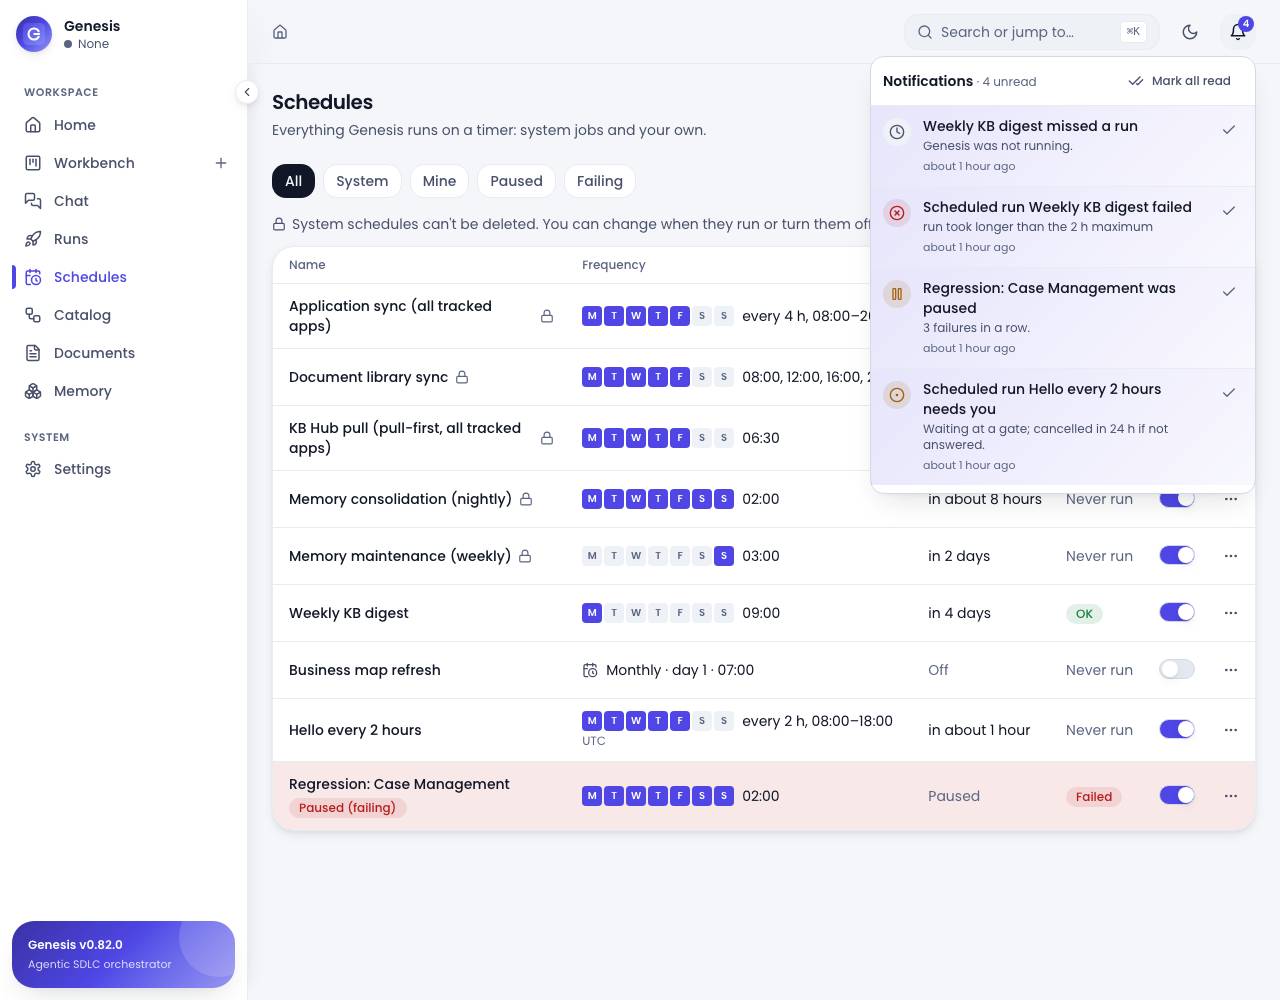 Genesis
None
WORKSPACE
Home
Workbench
Chat
Runs
Schedules
Catalog
Documents
Memory
SYSTEM
Settings
Genesis v0.82.0
Agentic SDLC orchestrator
Search or jump to...
⌘K
4
Schedules
Everything Genesis runs on a timer: system jobs and your own.
All System Mine Paused Failing
System schedules can't be deleted. You can change when they run or turn them off
Name Frequency
Application sync (all tracked apps)
M T W T F S S every 4 h, 08:00–20
Document library sync
M T W T F S S 08:00, 12:00, 16:00, 2
KB Hub pull (pull-first, all tracked apps)
M T W T F S S 06:30
Memory consolidation (nightly) M T W T F S S 02:00 in about 8 hours Never run
Memory maintenance (weekly) M T W T F S S 03:00 in 2 days Never run
Weekly KB digest M T W T F S S 09:00 in 4 days OK
Business map refresh Monthly · day 1 · 07:00 Off Never run
Hello every 2 hours M T W T F S S every 2 h, 08:00–18:00 UTC in about 1 hour Never run
Regression: Case Management
Paused (failing)
M T W T F S S 02:00 Paused Failed
Notifications · 4 unread
Mark all read
Weekly KB digest missed a run
Genesis was not running.
about 1 hour ago
Scheduled run Weekly KB digest failed
run took longer than the 2 h maximum
about 1 hour ago
Regression: Case Management was
paused
3 failures in a row.
about 1 hour ago
Scheduled run Hello every 2 hours
needs you
Waiting at a gate; cancelled in 24 h if not
answered.
about 1 hour ago